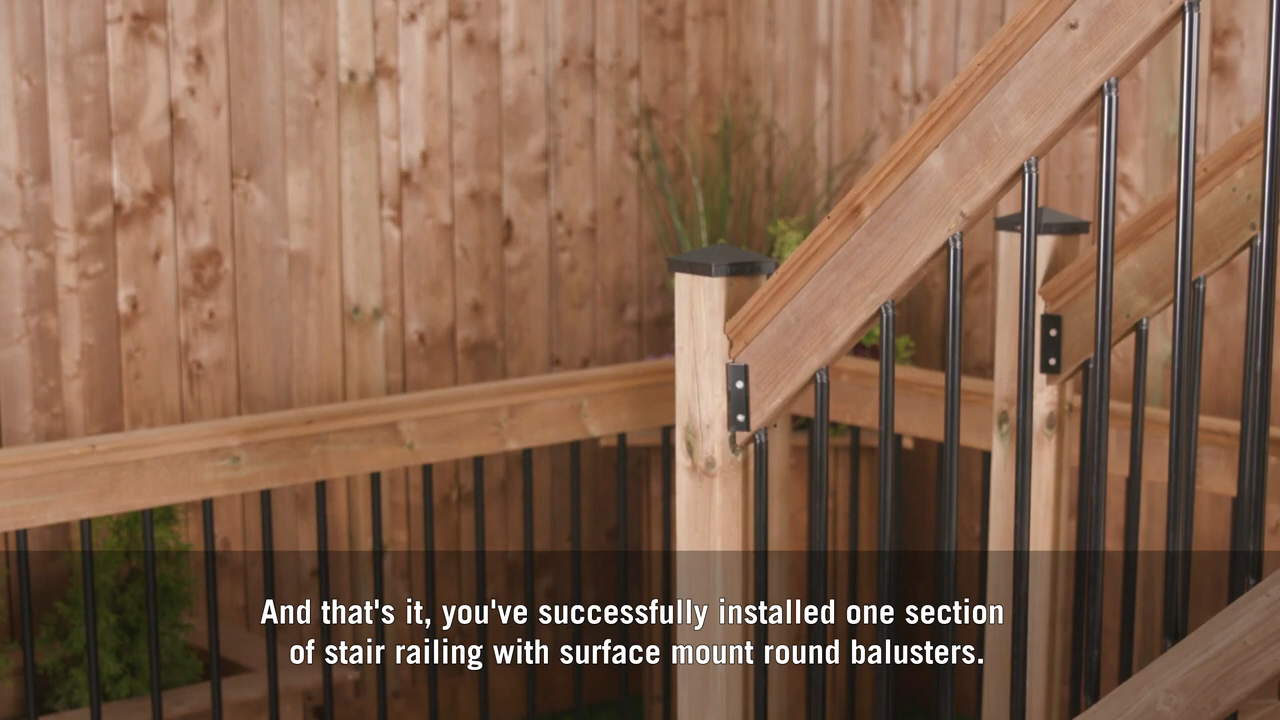 And that's it, you've successfully installed one section
of stair railing with surface mount round balusters.